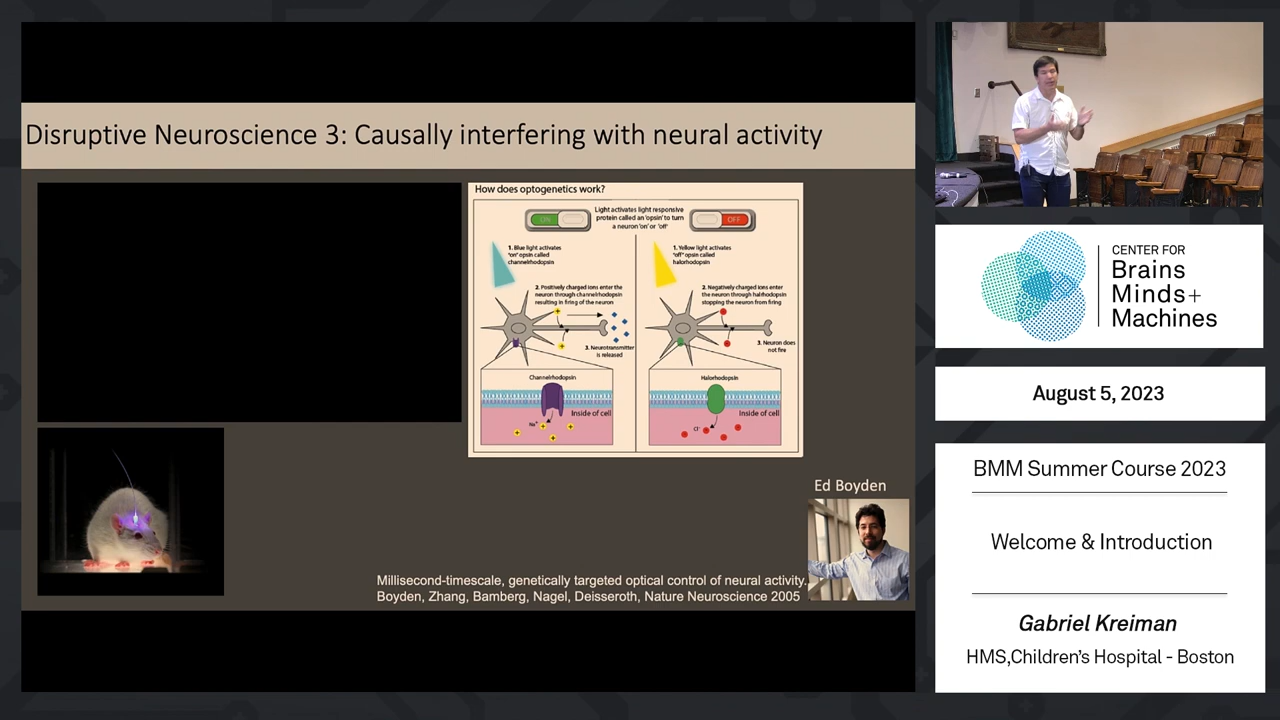 Disruptive Neuroscience 3: Causally interfering with neural activity
How does optogenetics work?
ON
Light activates light responsive
protein called an 'opsin' to turn
a neuron 'on' or 'off'
OFF
1. Blue light activates
"on" opsin called
channelrhodopsin
2. Positively charged ions enter the
neuron through channelrhodopsin
resulting in firing of the neuron
3. Neurotransmitter
is released
Channelrhodopsin
Inside of cell
Na+
1. Yellow light activates
"off" opsin called
halorhodopsin
2. Negatively charged ions enter
the neuron through halrhodopsin
stopping the neuron from firing
3. Neuron does
not fire
Halorhodopsin
Inside of cell
Cl-
Ed Boyden
Millisecond-timescale, genetically targeted optical control of neural activity.
Boyden, Zhang, Bamberg, Nagel, Deisseroth, Nature Neuroscience 2005
CENTER FOR
Brains
Minds+
Machines
August 5, 2023
BMM Summer Course 2023
Welcome & Introduction
Gabriel Kreiman
HMS,Children's Hospital - Boston